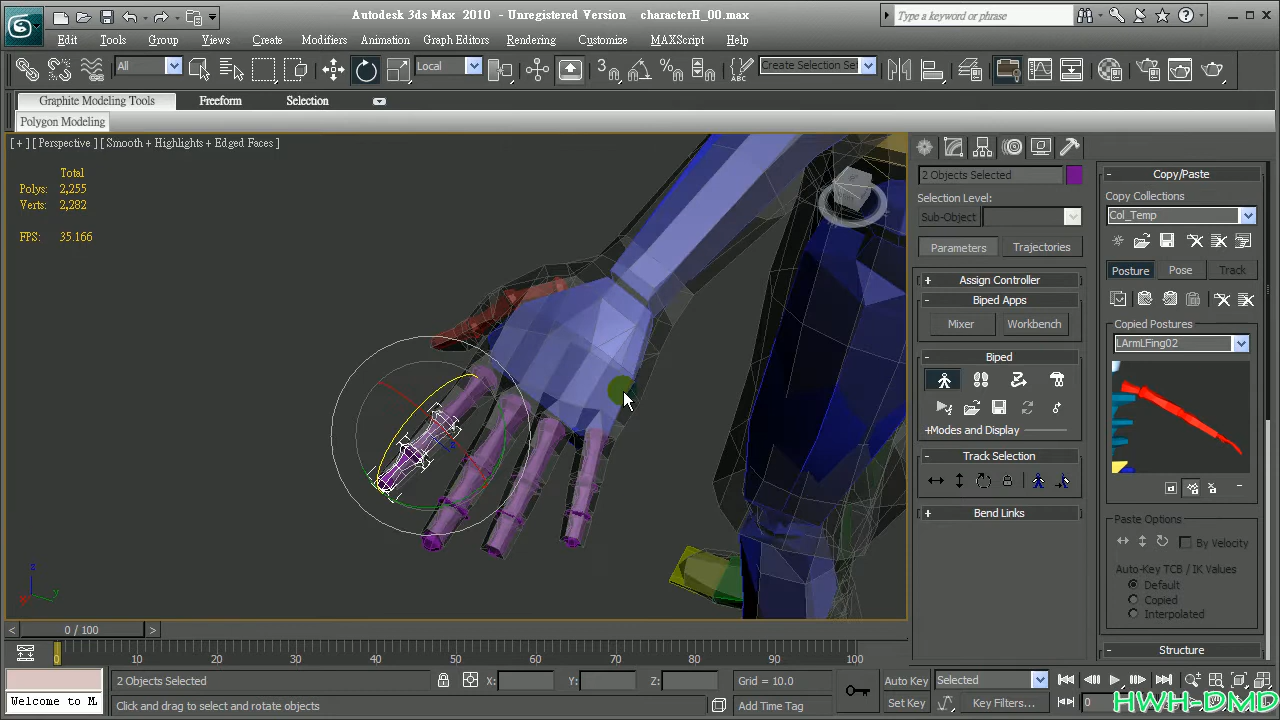 Autodesk 3ds Max 2010 - Unregistered Version characterH_00.max
Type a keyword or phrase
Edit Tools Group Views Create Modifiers Animation Graph Editors Rendering Customize MAXScript Help
All
Local
3
Create Selection Se
Graphite Modeling Tools Freeform Selection
Polygon Modeling
[ + ] [ Perspective ] [ Smooth + Highlights + Edged Faces ]
Total
Polys: 2,255
Verts: 2,282
FPS: 35.166
z
x
y
2 Objects Selected
Selection Level:
Sub-Object
Parameters Trajectories
+ Assign Controller
- Biped Apps
Mixer Workbench
- Biped
+Modes and Display
- Track Selection
+ Bend Links
- Copy/Paste
Copy Collections
Col_Temp
Posture Pose Track
Copied Postures
LArmLFing02
Paste Options
By Velocity
Auto-Key TCB / IK Values
Default
Copied
Interpolated
- Structure
< 0 / 100 >
0 10 20 30 40 50 60 70 80 90 100
2 Objects Selected X: Y: Z: Grid = 10.0 Auto Key Selected
Welcome to M
Click and drag to select and rotate objects Add Time Tag Set Key Key Filters... 0
HWH-DMD